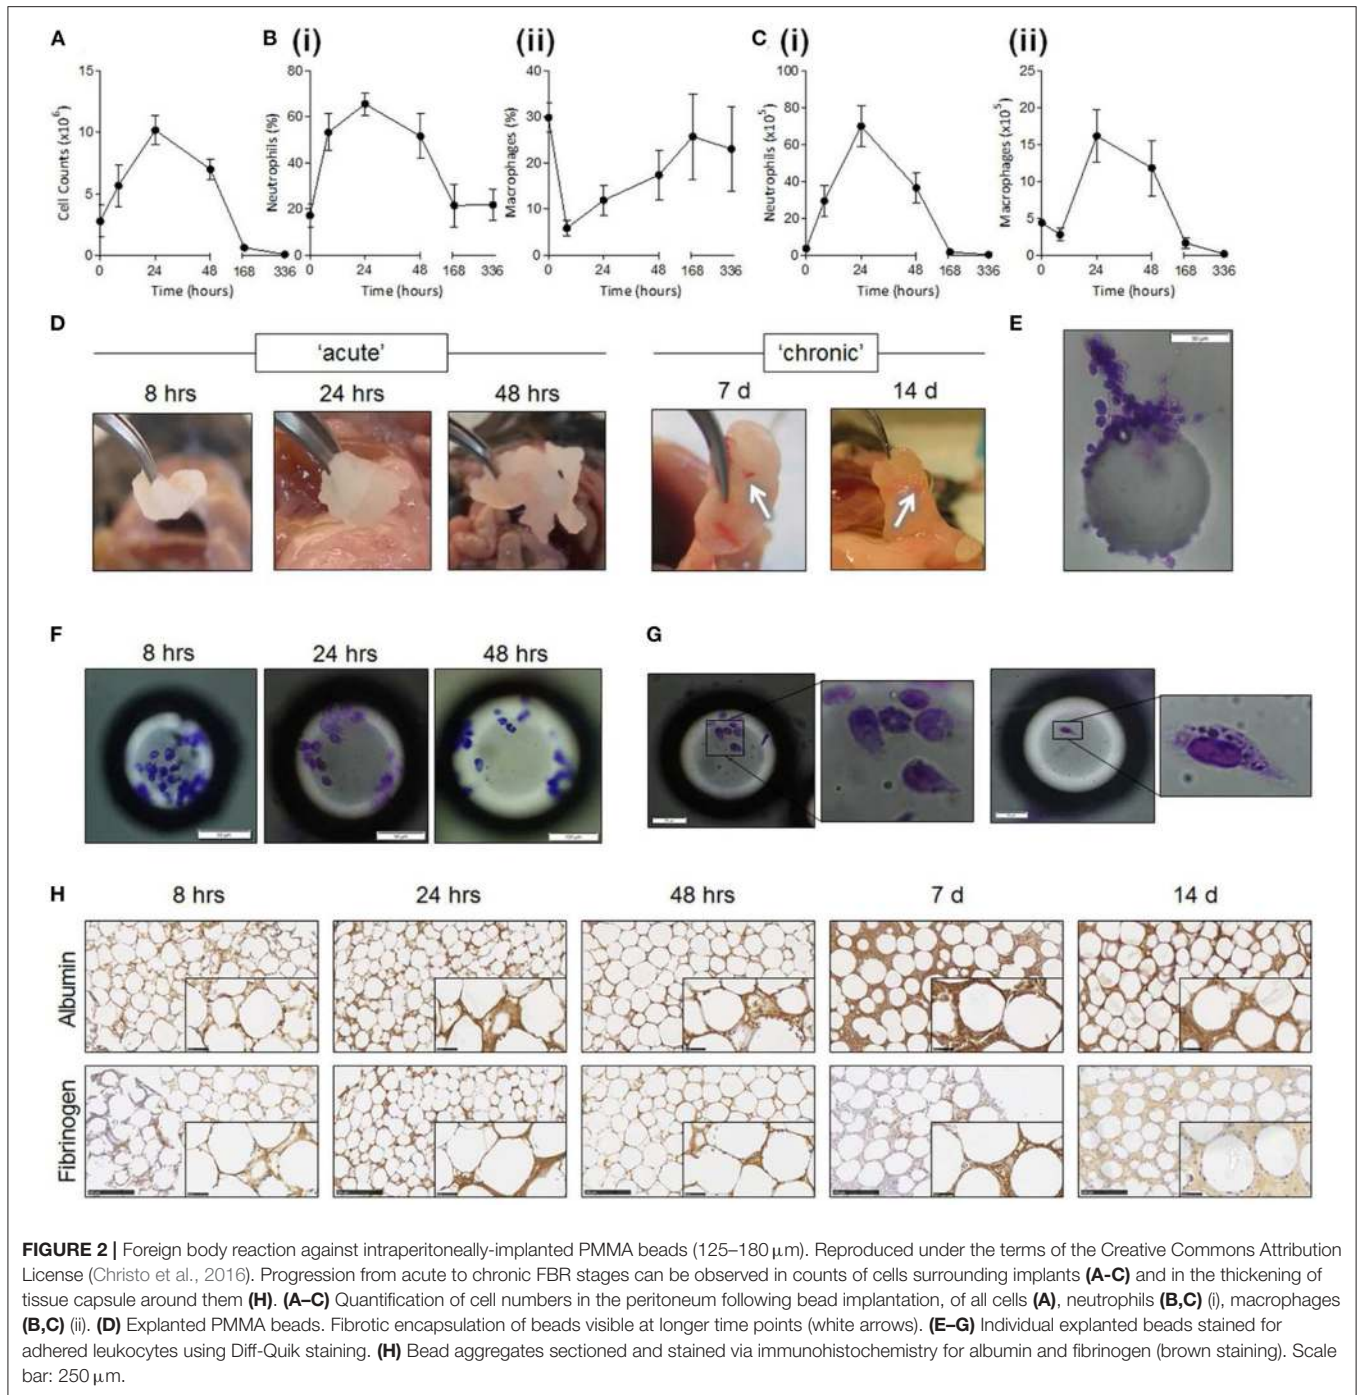 A
B (i)
(ii)
C (i)
(ii)
Cell Counts (x10⁶)
15
10
5
0
0 24 48 168 336
Time (hours)
Neutrophils (%)
80
60
40
20
0
0 24 48 168 336
Time (hours)
Macrophages (%)
40
30
20
10
0
0 24 48 168 336
Time (hours)
Neutrophils (x10⁵)
100
80
60
40
20
0
0 24 48 168 336
Time (hours)
Macrophages (x10⁵)
25
20
15
10
5
0
0 24 48 168 336
Time (hours)
D
'acute'
'chronic'
8 hrs 24 hrs 48 hrs 7 d 14 d
E
F
8 hrs 24 hrs 48 hrs
G
H
8 hrs 24 hrs 48 hrs 7 d 14 d
Albumin
Fibrinogen
FIGURE 2 | Foreign body reaction against intraperitoneally-implanted PMMA beads (125–180 μm). Reproduced under the terms of the Creative Commons Attribution
License (Christo et al., 2016). Progression from acute to chronic FBR stages can be observed in counts of cells surrounding implants (A-C) and in the thickening of
tissue capsule around them (H). (A–C) Quantification of cell numbers in the peritoneum following bead implantation, of all cells (A), neutrophils (B,C) (i), macrophages
(B,C) (ii). (D) Explanted PMMA beads. Fibrotic encapsulation of beads visible at longer time points (white arrows). (E–G) Individual explanted beads stained for
adhered leukocytes using Diff-Quik staining. (H) Bead aggregates sectioned and stained via immunohistochemistry for albumin and fibrinogen (brown staining). Scale
bar: 250 μm.